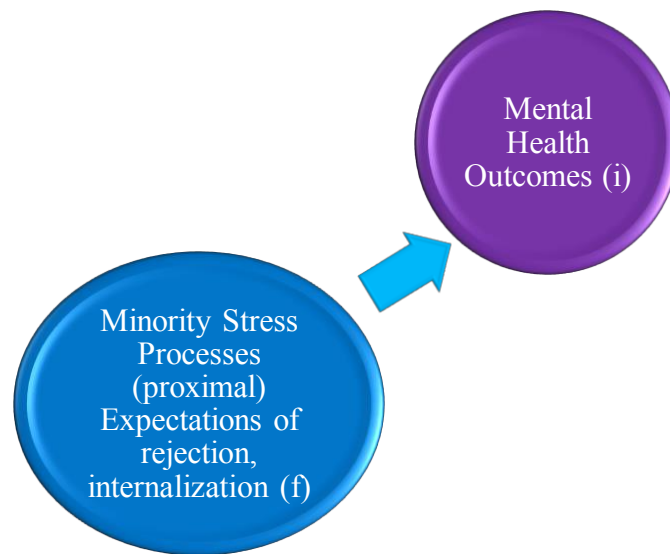 Mental
Health
Outcomes (i)
Minority Stress
Processes
(proximal)
Expectations of
rejection,
internalization (f)